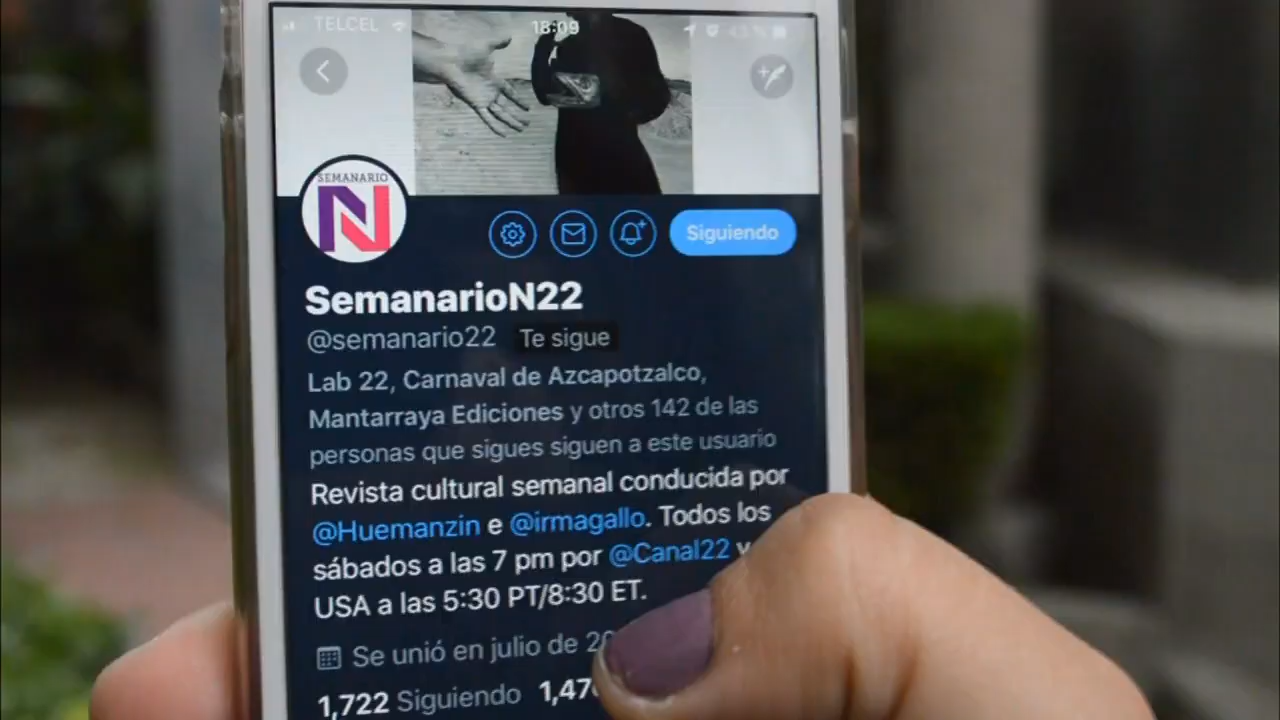 TELCEL 18:09 43 %
SEMANARIO
N
Siguiendo
SemanarioN22
@semanario22 Te sigue
Lab 22, Carnaval de Azcapotzalco,
Mantarraya Ediciones y otros 142 de las
personas que sigues siguen a este usuario
Revista cultural semanal conducida por
@Huemanzin e @irmagallo. Todos los
sábados a las 7 pm por @Canal22 y
USA a las 5:30 PT/8:30 ET.
Se unió en julio de
1,722 Siguiendo